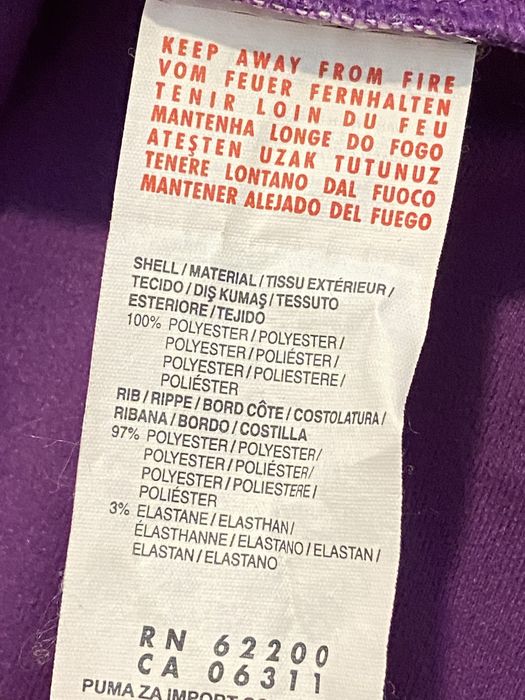 KEEP AWAY FROM FIRE
VOM FEUER FERNHALTEN
TENIR LOIN DU FEU
MANTENHA LONGE DO FOGO
ATEŞTEN UZAK TUTUNUZ
TENERE LONTANO DAL FUOCO
MANTENER ALEJADO DEL FUEGO
SHELL/MATERIAL/TISSU EXTÉRIEUR/
TECIDO/DIŞ KUMAŞ/TESSUTO
ESTERIORE/TEJIDO
100% POLYESTER/POLYESTER/
POLYESTER/POLIÉSTER/
POLYESTER/POLIESTERE/
POLIÉSTER
RIB/RIPPE/BORD CÔTE/COSTOLATURA/
RIBANA/BORDO/COSTILLA
97% POLYESTER/POLYESTER/
POLYESTER/POLIÉSTER/
POLYESTER/POLIESTERE/
POLIÉSTER
3% ELASTANE/ELASTHAN/
ÉLASTHANNE/ELASTANO/ELASTAN/
ELASTAN/ELASTANO
RN 62200
CA 06311
PUMA ZA IMPORT